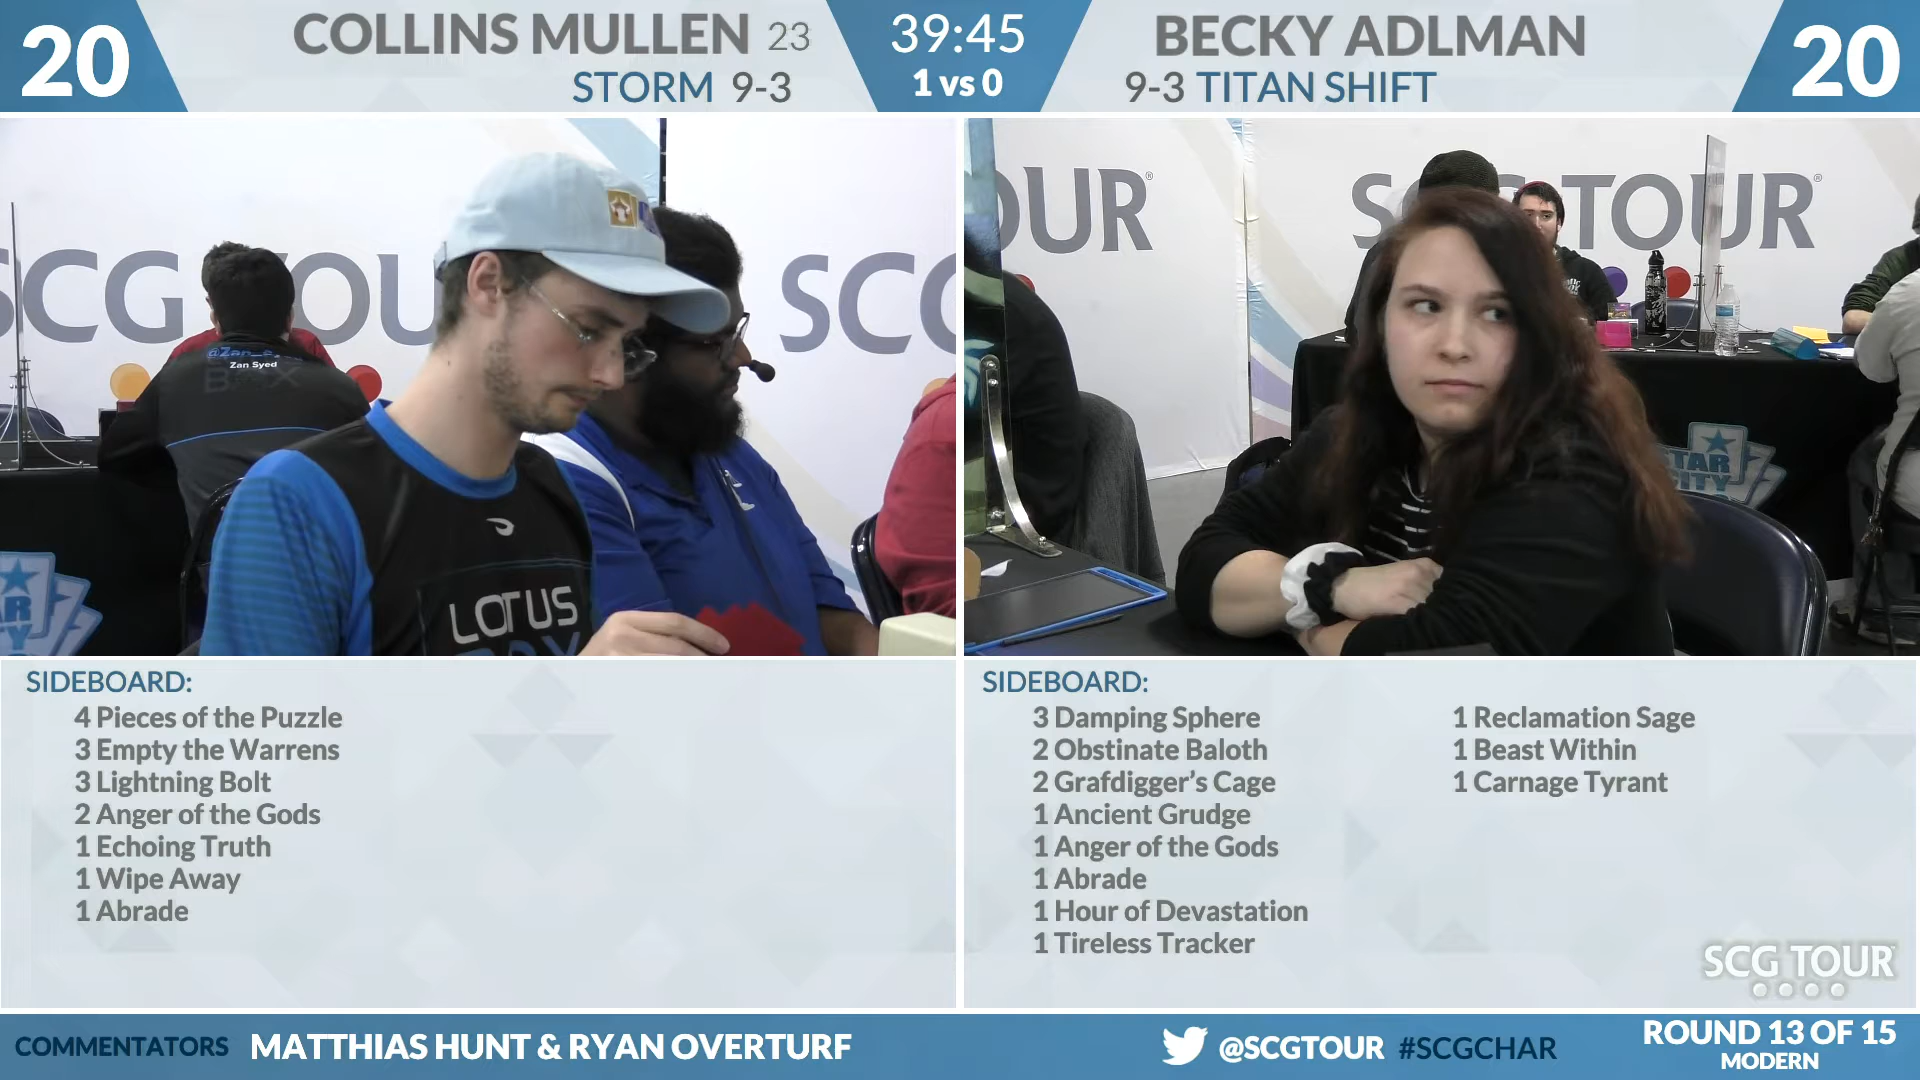 20
COLLINS MULLEN 23
STORM 9-3
39:45
1 vs 0
BECKY ADLMAN
9-3 TITAN SHIFT
20
SCG TOUR
SCG
Zan Syed
LOTUS
BOX
OUR®
SCG TOUR®
STAR
CITY
SIDEBOARD:
4 Pieces of the Puzzle
3 Empty the Warrens
3 Lightning Bolt
2 Anger of the Gods
1 Echoing Truth
1 Wipe Away
1 Abrade
SIDEBOARD:
3 Damping Sphere
2 Obstinate Baloth
2 Grafdigger's Cage
1 Ancient Grudge
1 Anger of the Gods
1 Abrade
1 Hour of Devastation
1 Tireless Tracker
1 Reclamation Sage
1 Beast Within
1 Carnage Tyrant
SCG TOUR
COMMENTATORS MATTHIAS HUNT & RYAN OVERTURF
@SCGTOUR #SCGCHAR
ROUND 13 OF 15
MODERN